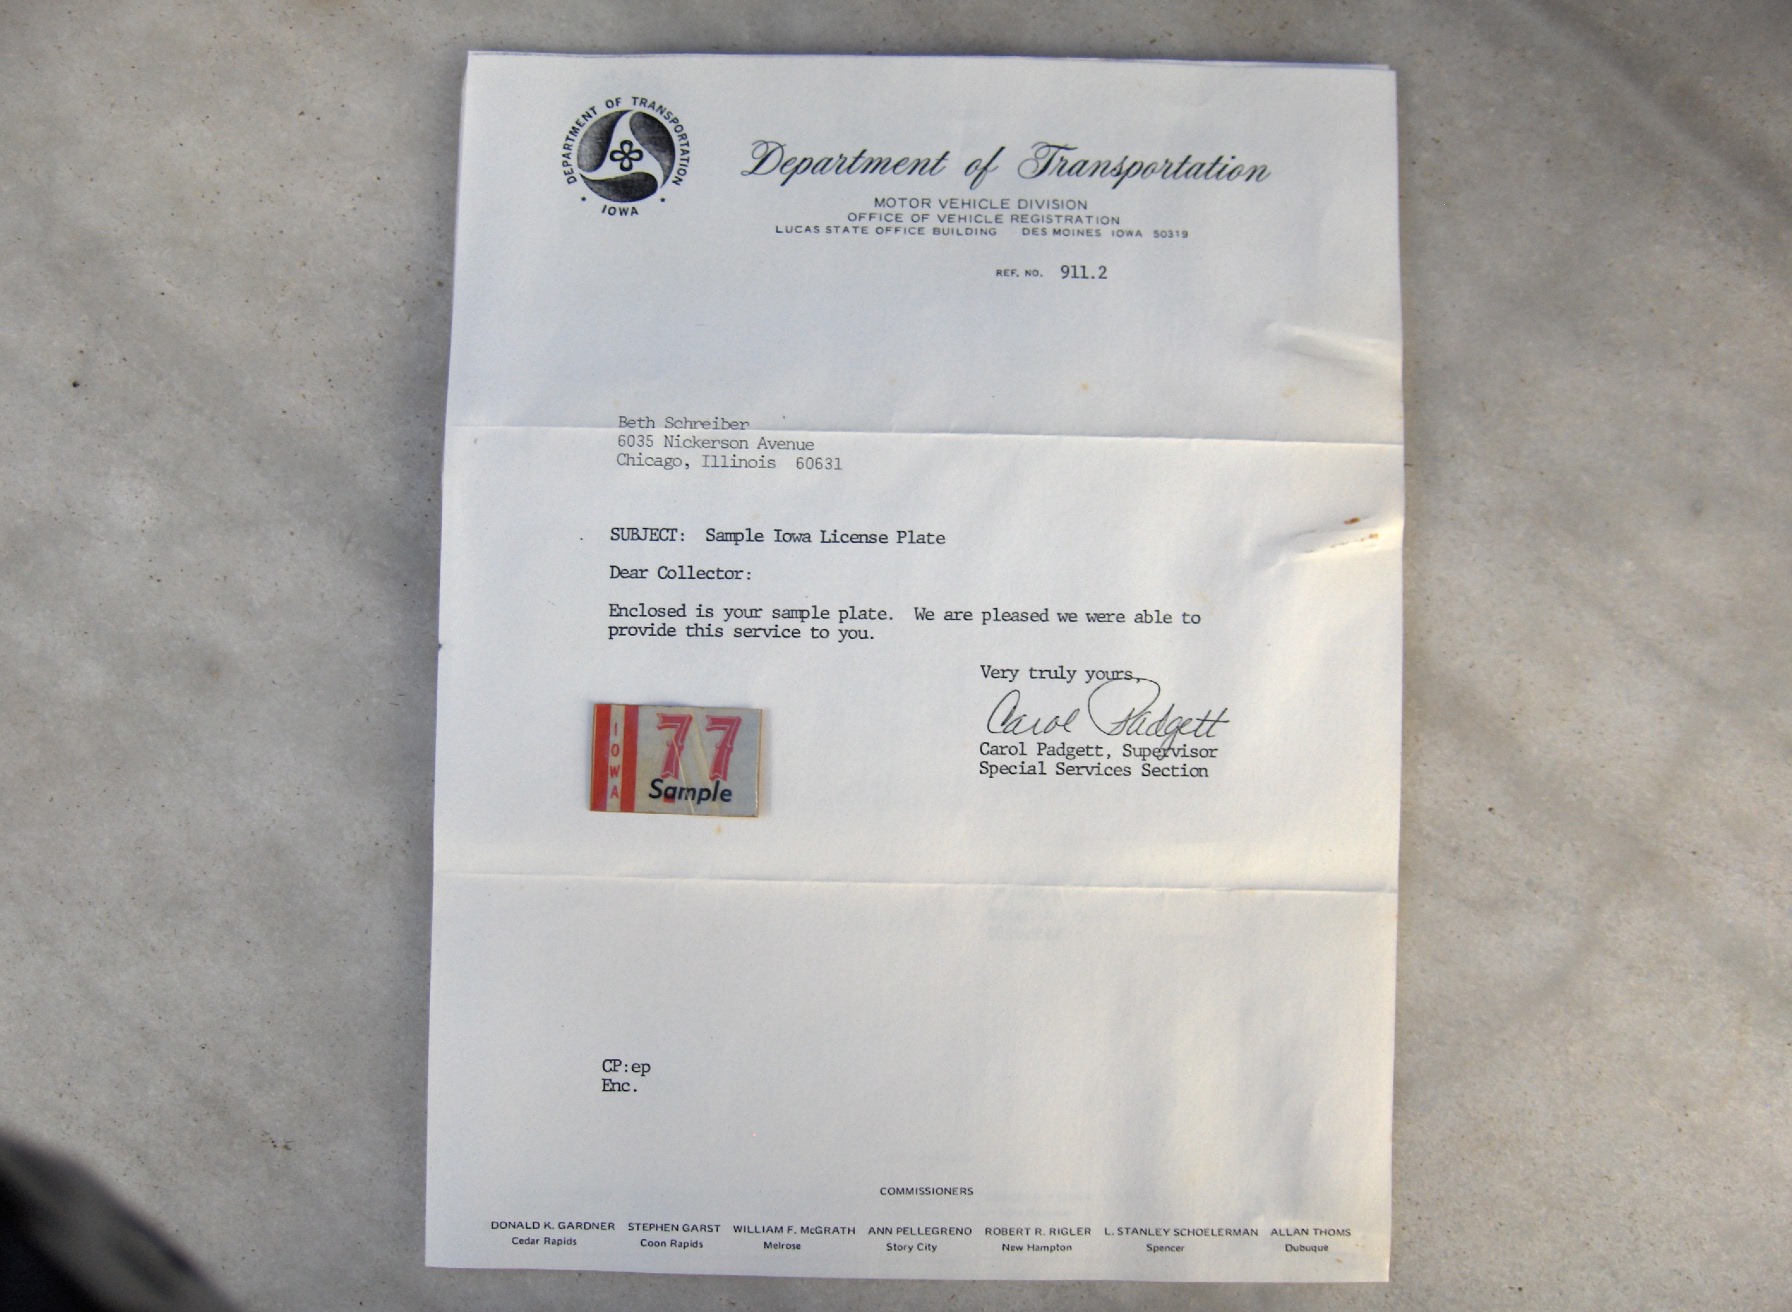 DEPARTMENT OF TRANSPORTATION
IOWA
Department of Transportation
MOTOR VEHICLE DIVISION
OFFICE OF VEHICLE REGISTRATION
LUCAS STATE OFFICE BUILDING DES MOINES IOWA 50319
REF. NO. 911.2
Beth Schreiber
6035 Nickerson Avenue
Chicago, Illinois 60631
SUBJECT: Sample Iowa License Plate
Dear Collector:
Enclosed is your sample plate. We are pleased we were able to
provide this service to you.
Very truly yours,
Carol Padgett
Carol Padgett, Supervisor
Special Services Section
IOWA
77
Sample
CP:ep
Enc.
COMMISSIONERS
DONALD K. GARDNER STEPHEN GARST WILLIAM F. McGRATH ANN PELLEGRENO ROBERT R. RIGLER L. STANLEY SCHOELERMAN ALLAN THOMS
Cedar Rapids Coon Rapids Melrose Story City New Hampton Spencer Dubuque